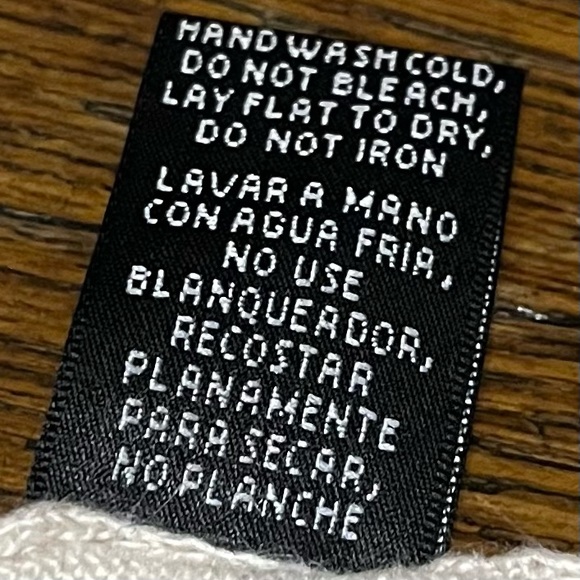 HAND WASH COLD,
DO NOT BLEACH,
LAY FLAT TO DRY,
DO NOT IRON
LAVAR A MANO
CON AGUA FRIA,
NO USE
BLANQUEADOR,
RECOSTAR
PLANAMENTE
PARA SECAR,
NO PLANCHE